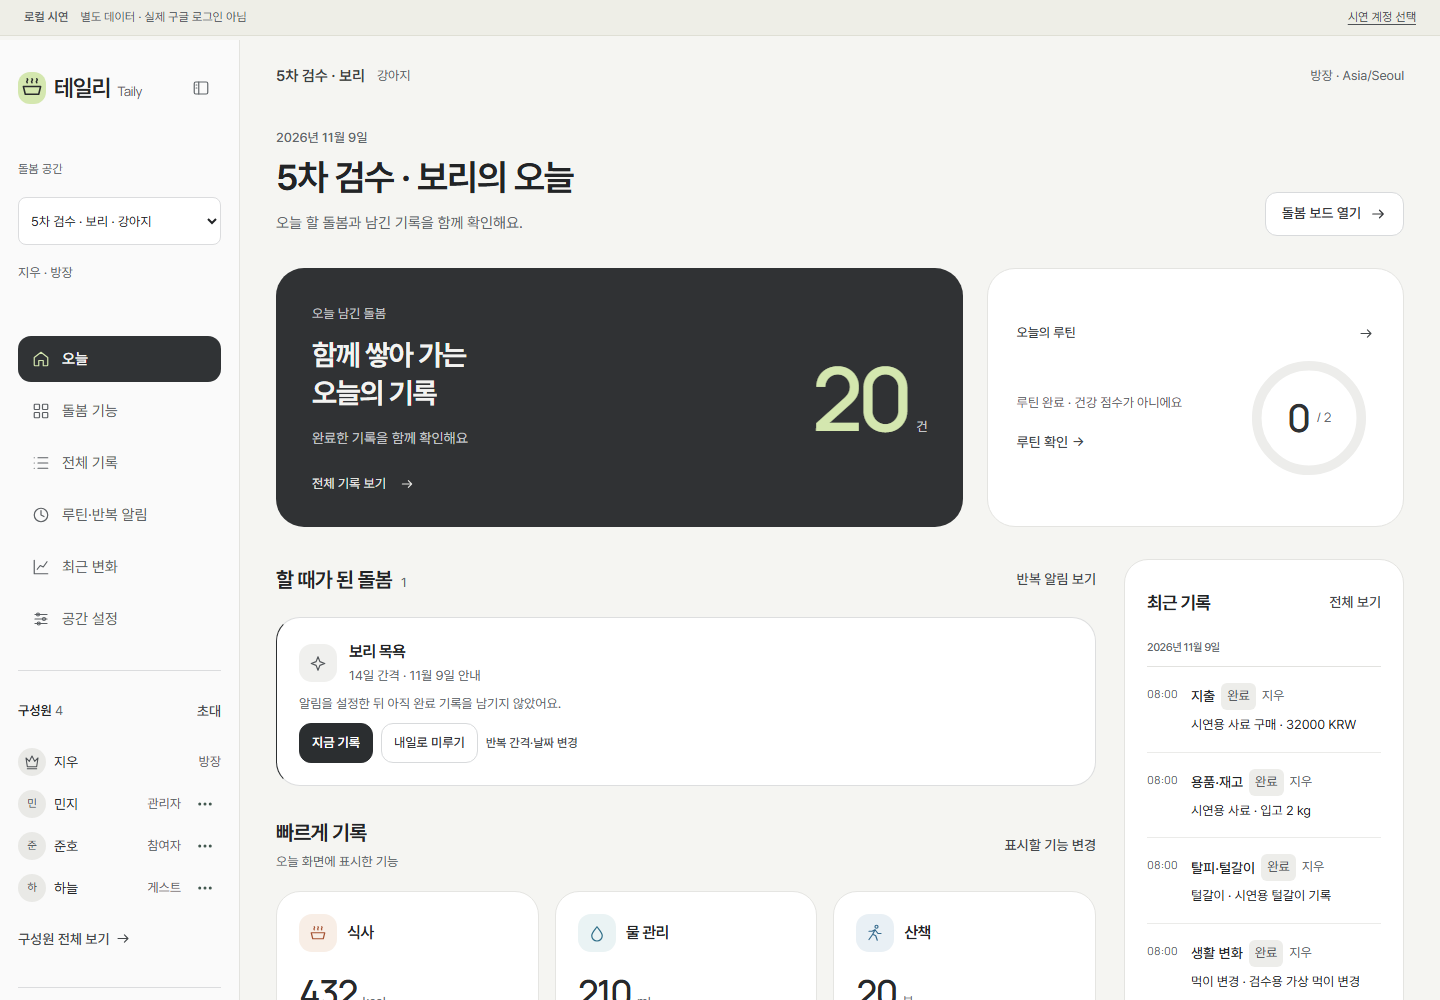 로컬 시연 별도 데이터 · 실제 구글 로그인 아님
시연 계정 선택
테일리 Taily
돌봄 공간
5차 검수 · 보리 · 강아지
지우 · 방장
오늘
돌봄 기능
전체 기록
루틴·반복 알림
최근 변화
공간 설정
구성원 4 초대
지우 방장
민 민지 관리자
준 준호 참여자
하 하늘 게스트
구성원 전체 보기 →
5차 검수 · 보리 강아지
방장 · Asia/Seoul
2026년 11월 9일
5차 검수 · 보리의 오늘
오늘 할 돌봄과 남긴 기록을 함께 확인해요.
돌봄 보드 열기 →
오늘 남긴 돌봄
함께 쌓아 가는
오늘의 기록
완료한 기록을 함께 확인해요
전체 기록 보기 →
20 건
오늘의 루틴 →
루틴 완료 · 건강 점수가 아니에요
루틴 확인 →
0 / 2
할 때가 된 돌봄 1
반복 알림 보기
보리 목욕
14일 간격 · 11월 9일 안내
알림을 설정한 뒤 아직 완료 기록을 남기지 않았어요.
지금 기록 내일로 미루기 반복 간격·날짜 변경
빠르게 기록
오늘 화면에 표시한 기능
표시할 기능 변경
식사
432 kcal
물 관리
210 ml
산책
20 분
최근 기록 전체 보기
2026년 11월 9일
08:00 지출 완료 지우
시연용 사료 구매 · 32000 KRW
08:00 용품·재고 완료 지우
시연용 사료 · 입고 2 kg
08:00 탈피·털갈이 완료 지우
털갈이 · 시연용 털갈이 기록
08:00 생활 변화 완료 지우
먹이 변경 · 검수용 가상 먹이 변경